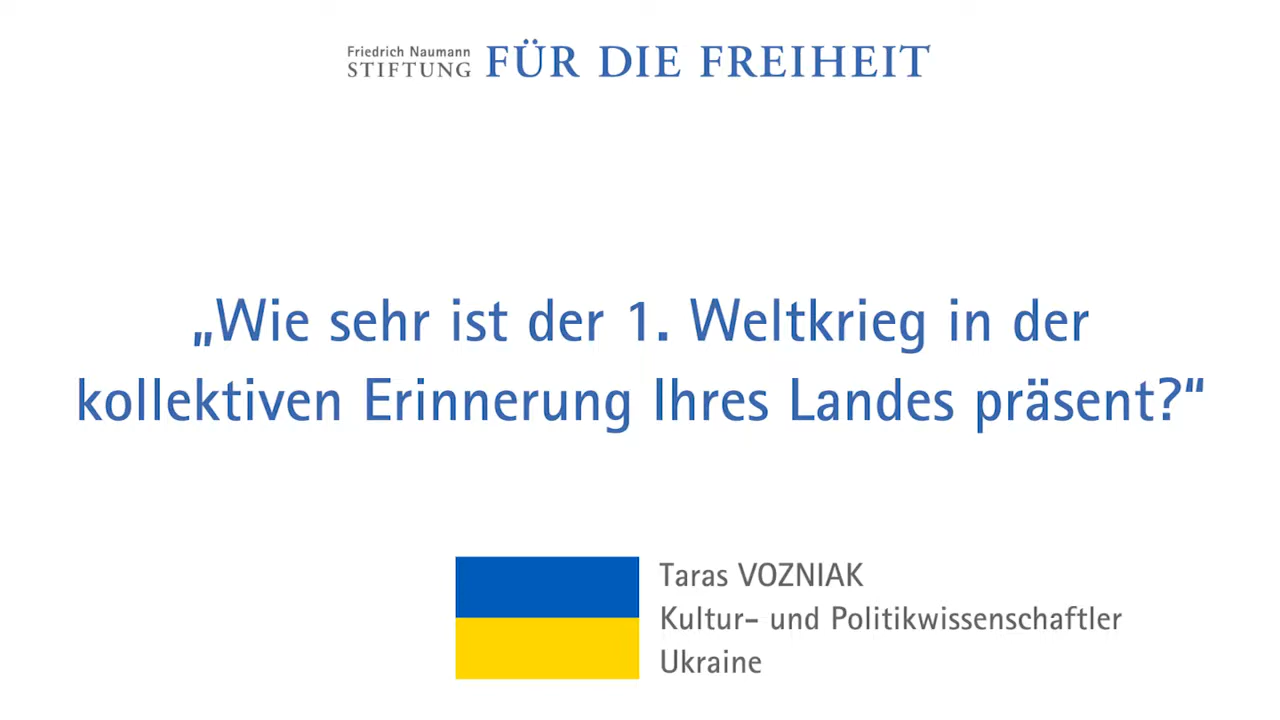 Friedrich Naumann
STIFTUNG FÜR DIE FREIHEIT
„Wie sehr ist der 1. Weltkrieg in der
kollektiven Erinnerung Ihres Landes präsent?“
Taras VOZNIAK
Kultur- und Politikwissenschaftler
Ukraine